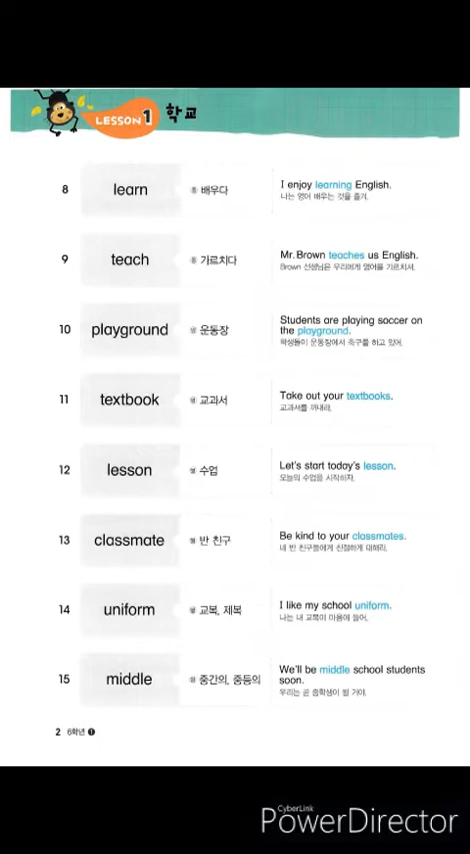 LESSON 1 학교
8 learn 동 배우다 I enjoy learning English.
나는 영어 배우는 것을 즐겨.
9 teach 동 가르치다 Mr. Brown teaches us English.
Brown 선생님은 우리에게 영어를 가르치셔.
10 playground 명 운동장 Students are playing soccer on
the playground.
학생들이 운동장에서 축구를 하고 있어.
11 textbook 명 교과서 Take out your textbooks.
교과서를 꺼내라.
12 lesson 명 수업 Let's start today's lesson.
오늘의 수업을 시작하자.
13 classmate 명 반 친구 Be kind to your classmates.
네 반 친구들에게 친절하게 대해라.
14 uniform 명 교복, 제복 I like my school uniform.
나는 내 교복이 마음에 들어.
15 middle 형 중간의, 중등의 We'll be middle school students
soon.
우리는 곧 중학생이 될 거야.
2 6학년 1
CyberLink
PowerDirector